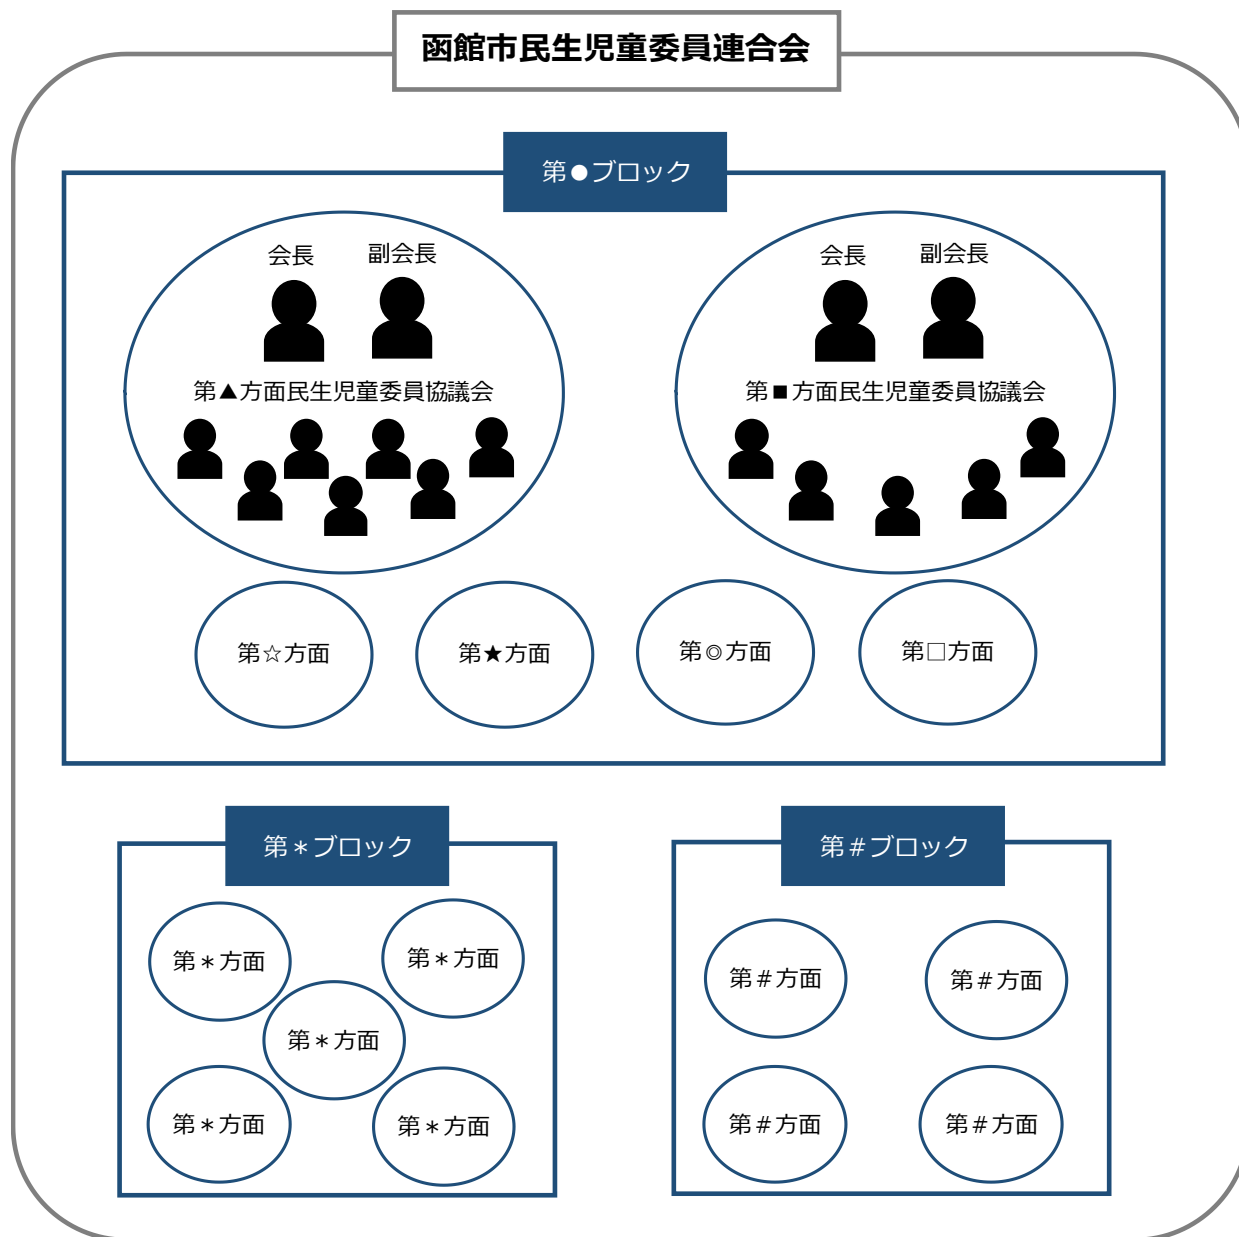 函館市民生児童委員連合会
第●ブロック
会長
副会長
第▲方面民生児童委員協議会
会長
副会長
第■方面民生児童委員協議会
第☆方面
第★方面
第◎方面
第□方面
第＊ブロック
第＊方面
第＊方面
第＊方面
第＊方面
第＊方面
第＃ブロック
第＃方面
第＃方面
第＃方面
第＃方面